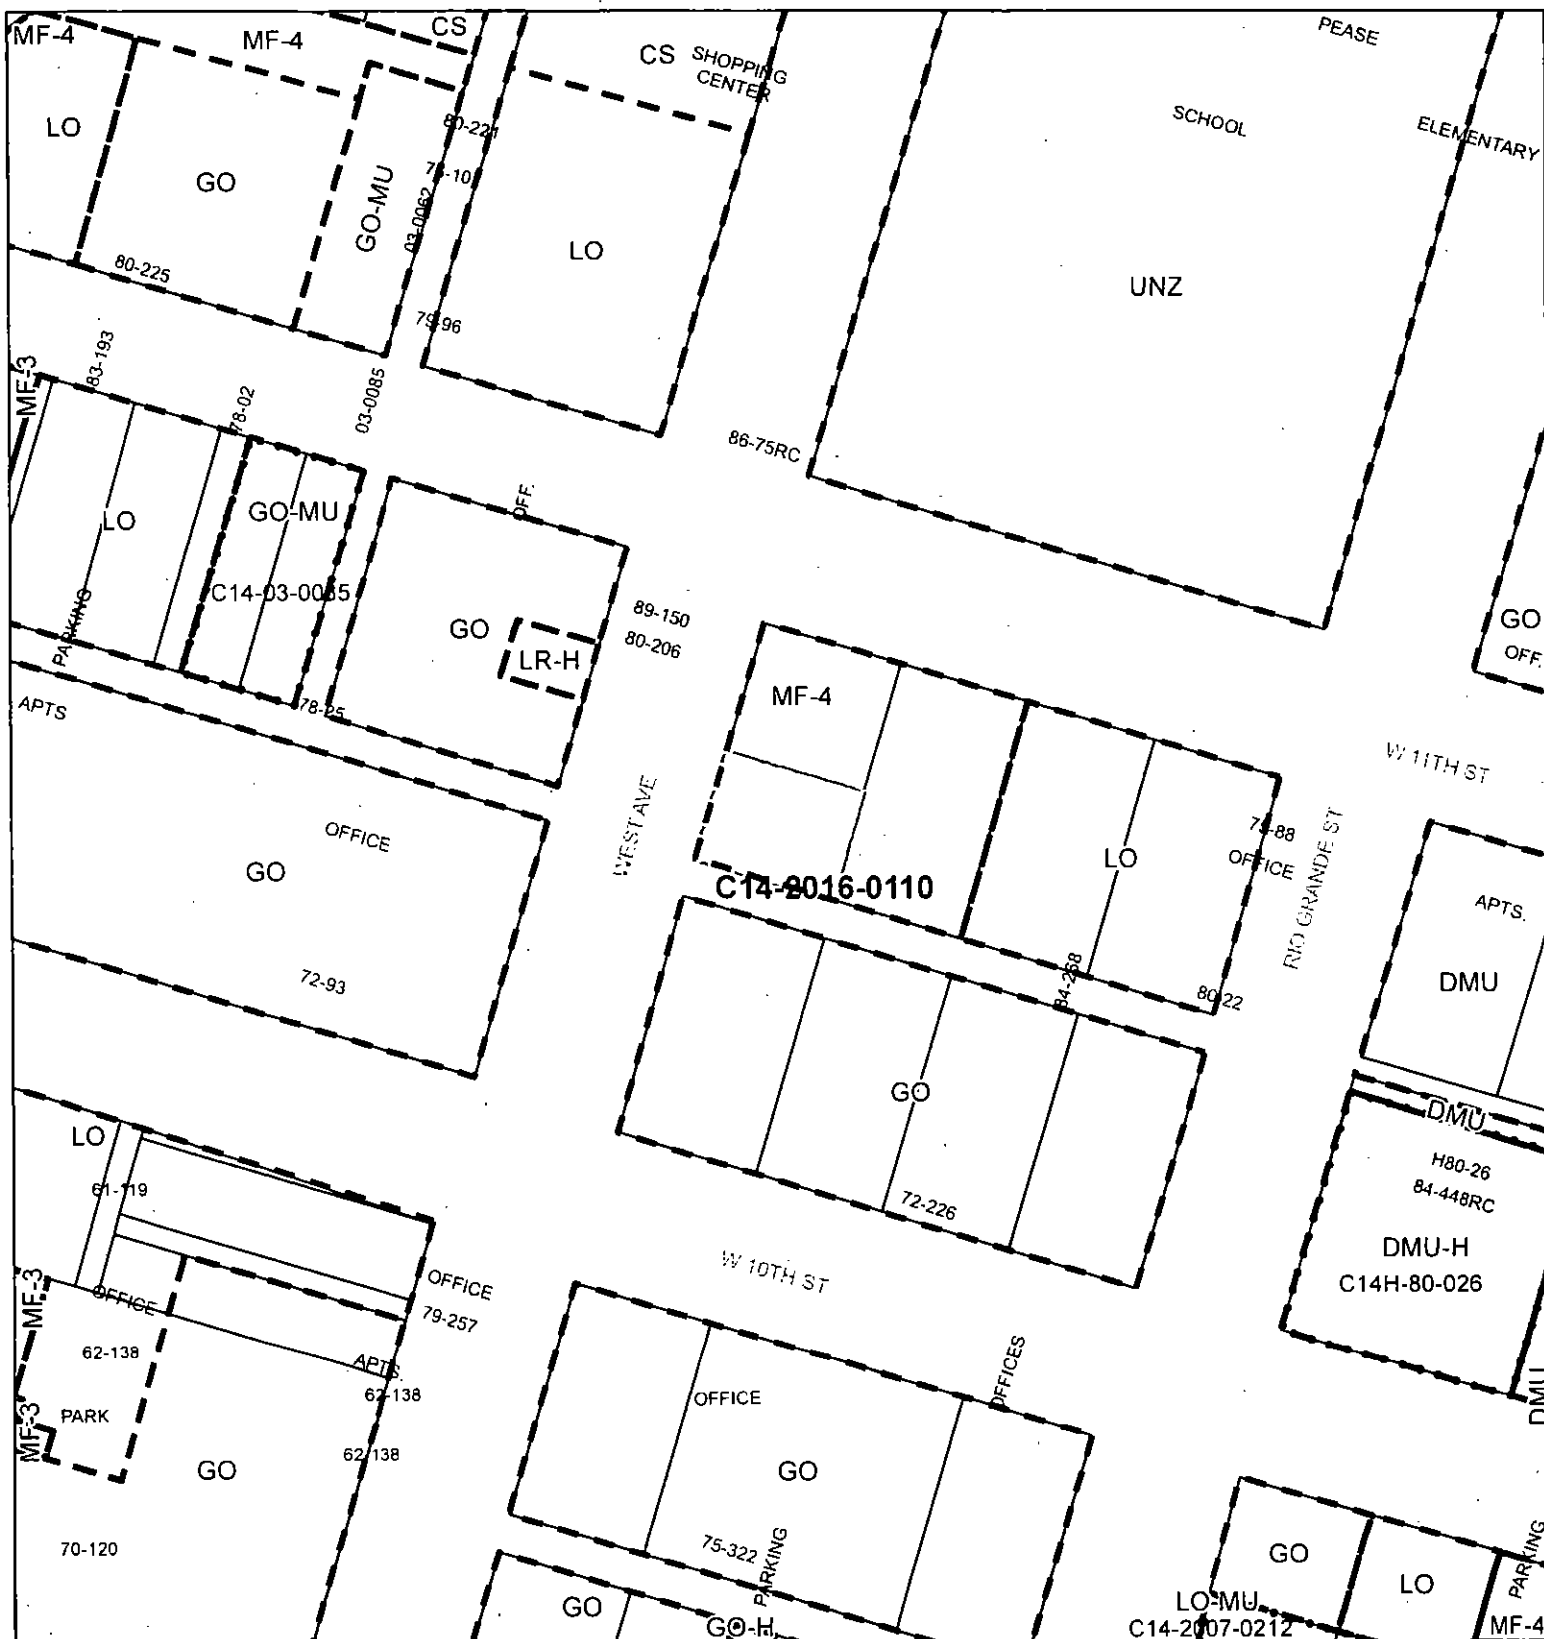 MF-4
MF-4
CS
CS
SHOPPING
CENTER
PEASE
SCHOOL
ELEMENTARY
LO
GO
GO-MU
80-221
03-0062
LO
UNZ
80-225
79-96
MF-3
83-193
78-02
03-0085
86-75RC
LO
GO-MU
OFF.
C14-03-0085
PARKING
GO
LR-H
89-150
80-206
GO
OFF.
APTS
78-25
MF-4
W 11TH ST
OFFICE
GO
WEST AVE
LO
OFFICE
RIO GRANDE ST
C14-2016-0110
APTS.
DMU
72-93
84-268
80-22
GO
DMU
LO
61-119
72-226
H80-26
84-448RC
DMU-H
C14H-80-026
W 10TH ST
MF-3
OFFICE
OFFICE
79-257
62-138
APTS.
62-138
OFFICE
OFFICES
DMU
PARK
MF-3
62-138
GO
GO
70-120
75-322
PARKING
GO
LO
PARKING
GO
GO-H
LO-MU
C14-2007-0212
MF-4